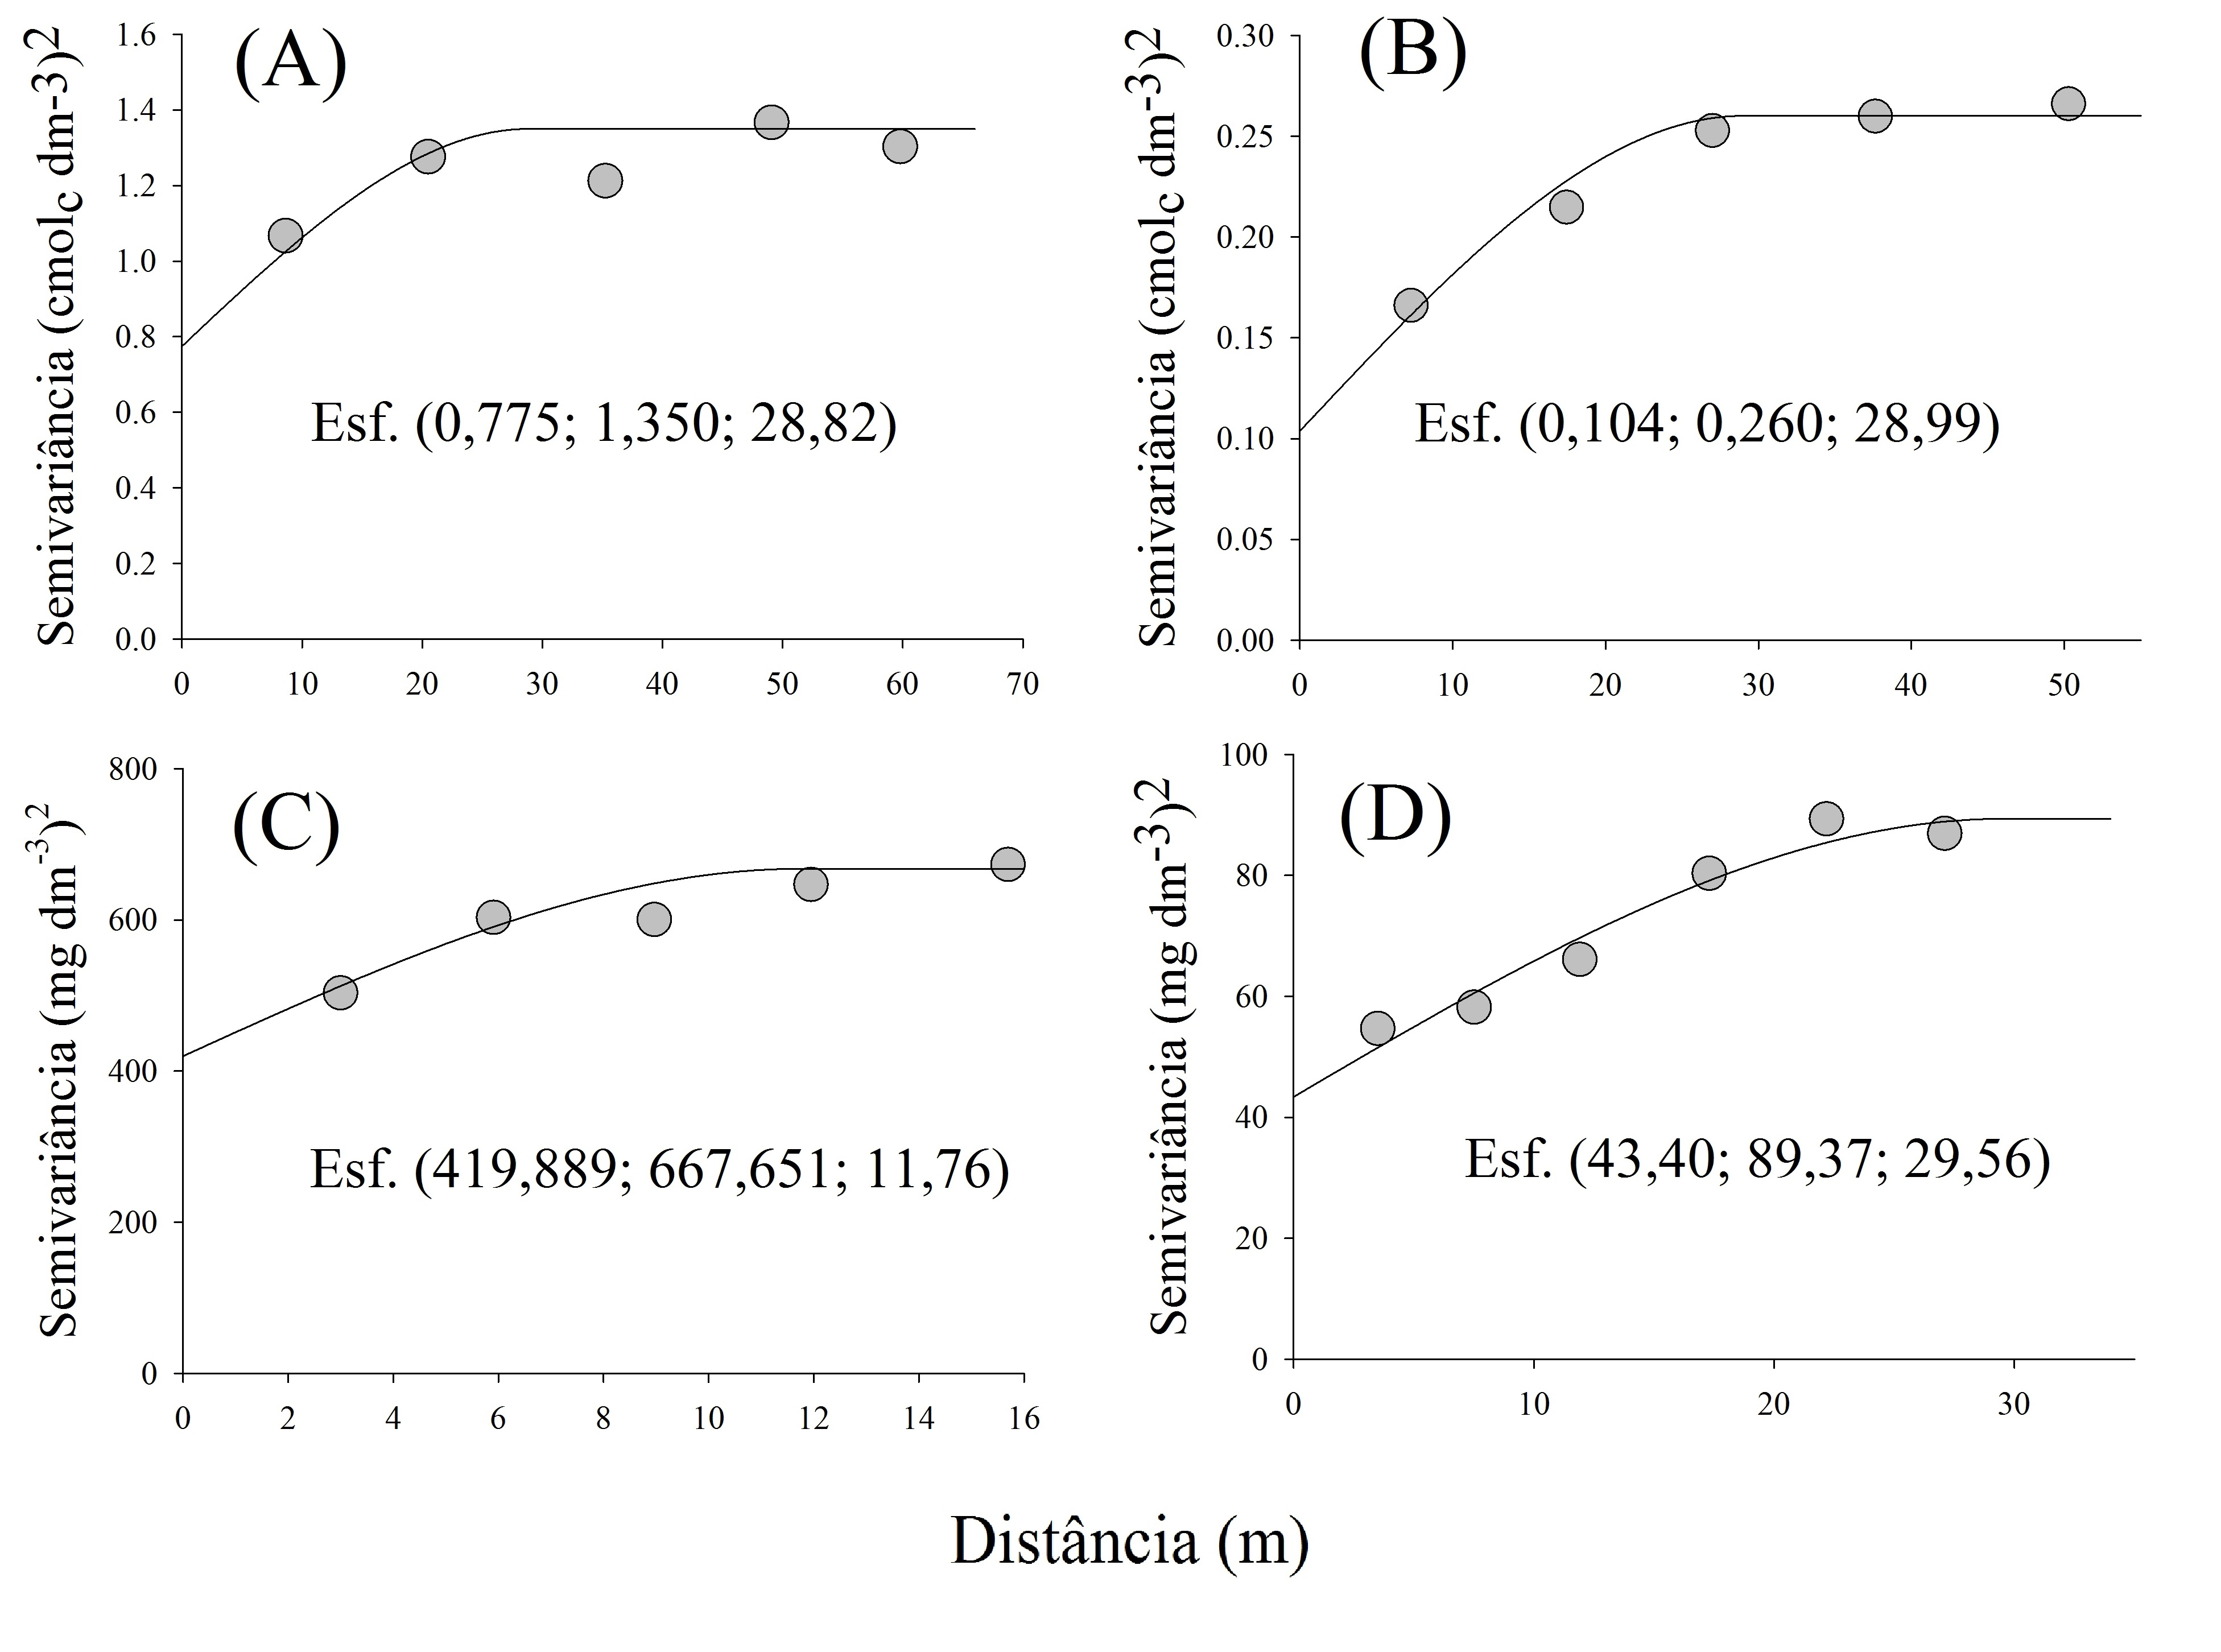 (A)
Semivariância (cmolc dm-3)2
1.6
1.4
1.2
1.0
0.8
0.6
0.4
0.2
0.0
Esf. (0,775; 1,350; 28,82)
0 10 20 30 40 50 60 70
(B)
Semivariância (cmolc dm-3)2
0.30
0.25
0.20
0.15
0.10
0.05
0.00
Esf. (0,104; 0,260; 28,99)
0 10 20 30 40 50
(C)
Semivariância (mg dm-3)2
800
600
400
200
0
Esf. (419,889; 667,651; 11,76)
0 2 4 6 8 10 12 14 16
(D)
Semivariância (mg dm-3)2
100
80
60
40
20
0
Esf. (43,40; 89,37; 29,56)
0 10 20 30
Distância (m)